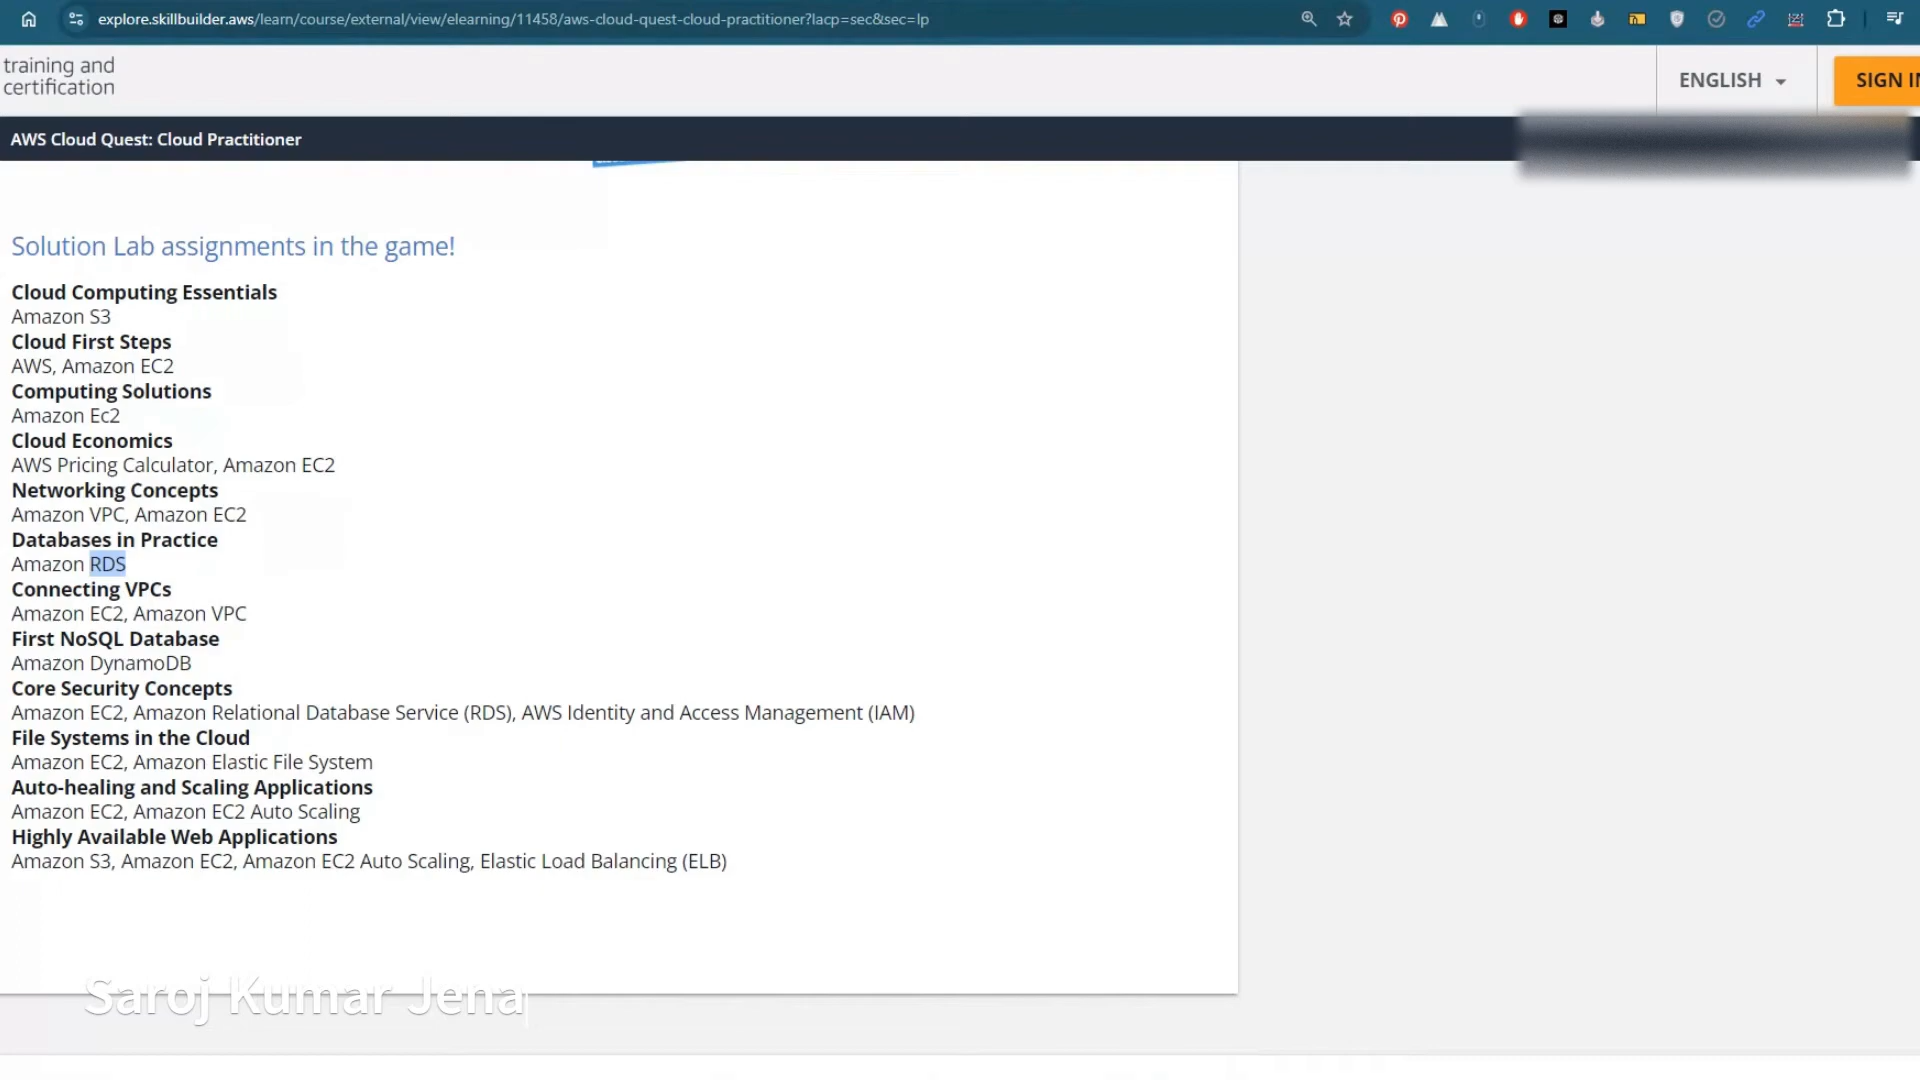 explore.skillbuilder.aws/learn/course/external/view/elearning/11458/aws-cloud-quest-cloud-practitioner?lacp=sec&sec=lp
training and
certification
ENGLISH
SIGN IN
AWS Cloud Quest: Cloud Practitioner
Solution Lab assignments in the game!
Cloud Computing Essentials
Amazon S3
Cloud First Steps
AWS, Amazon EC2
Computing Solutions
Amazon Ec2
Cloud Economics
AWS Pricing Calculator, Amazon EC2
Networking Concepts
Amazon VPC, Amazon EC2
Databases in Practice
Amazon RDS
Connecting VPCs
Amazon EC2, Amazon VPC
First NoSQL Database
Amazon DynamoDB
Core Security Concepts
Amazon EC2, Amazon Relational Database Service (RDS), AWS Identity and Access Management (IAM)
File Systems in the Cloud
Amazon EC2, Amazon Elastic File System
Auto-healing and Scaling Applications
Amazon EC2, Amazon EC2 Auto Scaling
Highly Available Web Applications
Amazon S3, Amazon EC2, Amazon EC2 Auto Scaling, Elastic Load Balancing (ELB)
Saroj Kumar Jena